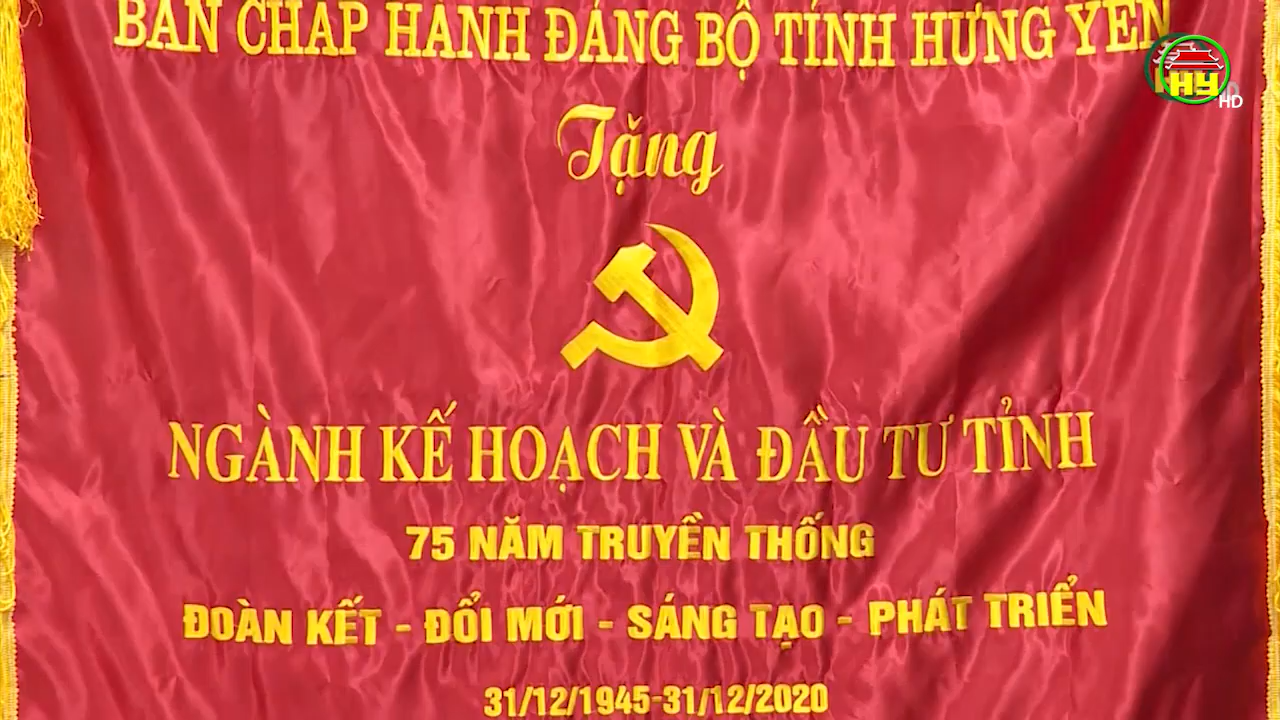 BAN CHẤP HÀNH ĐẢNG BỘ TỈNH HƯNG YÊN
HY
HD
Tặng
NGÀNH KẾ HOẠCH VÀ ĐẦU TƯ TỈNH
75 NĂM TRUYỀN THỐNG
ĐOÀN KẾT - ĐỔI MỚI - SÁNG TẠO - PHÁT TRIỂN
31/12/1945-31/12/2020